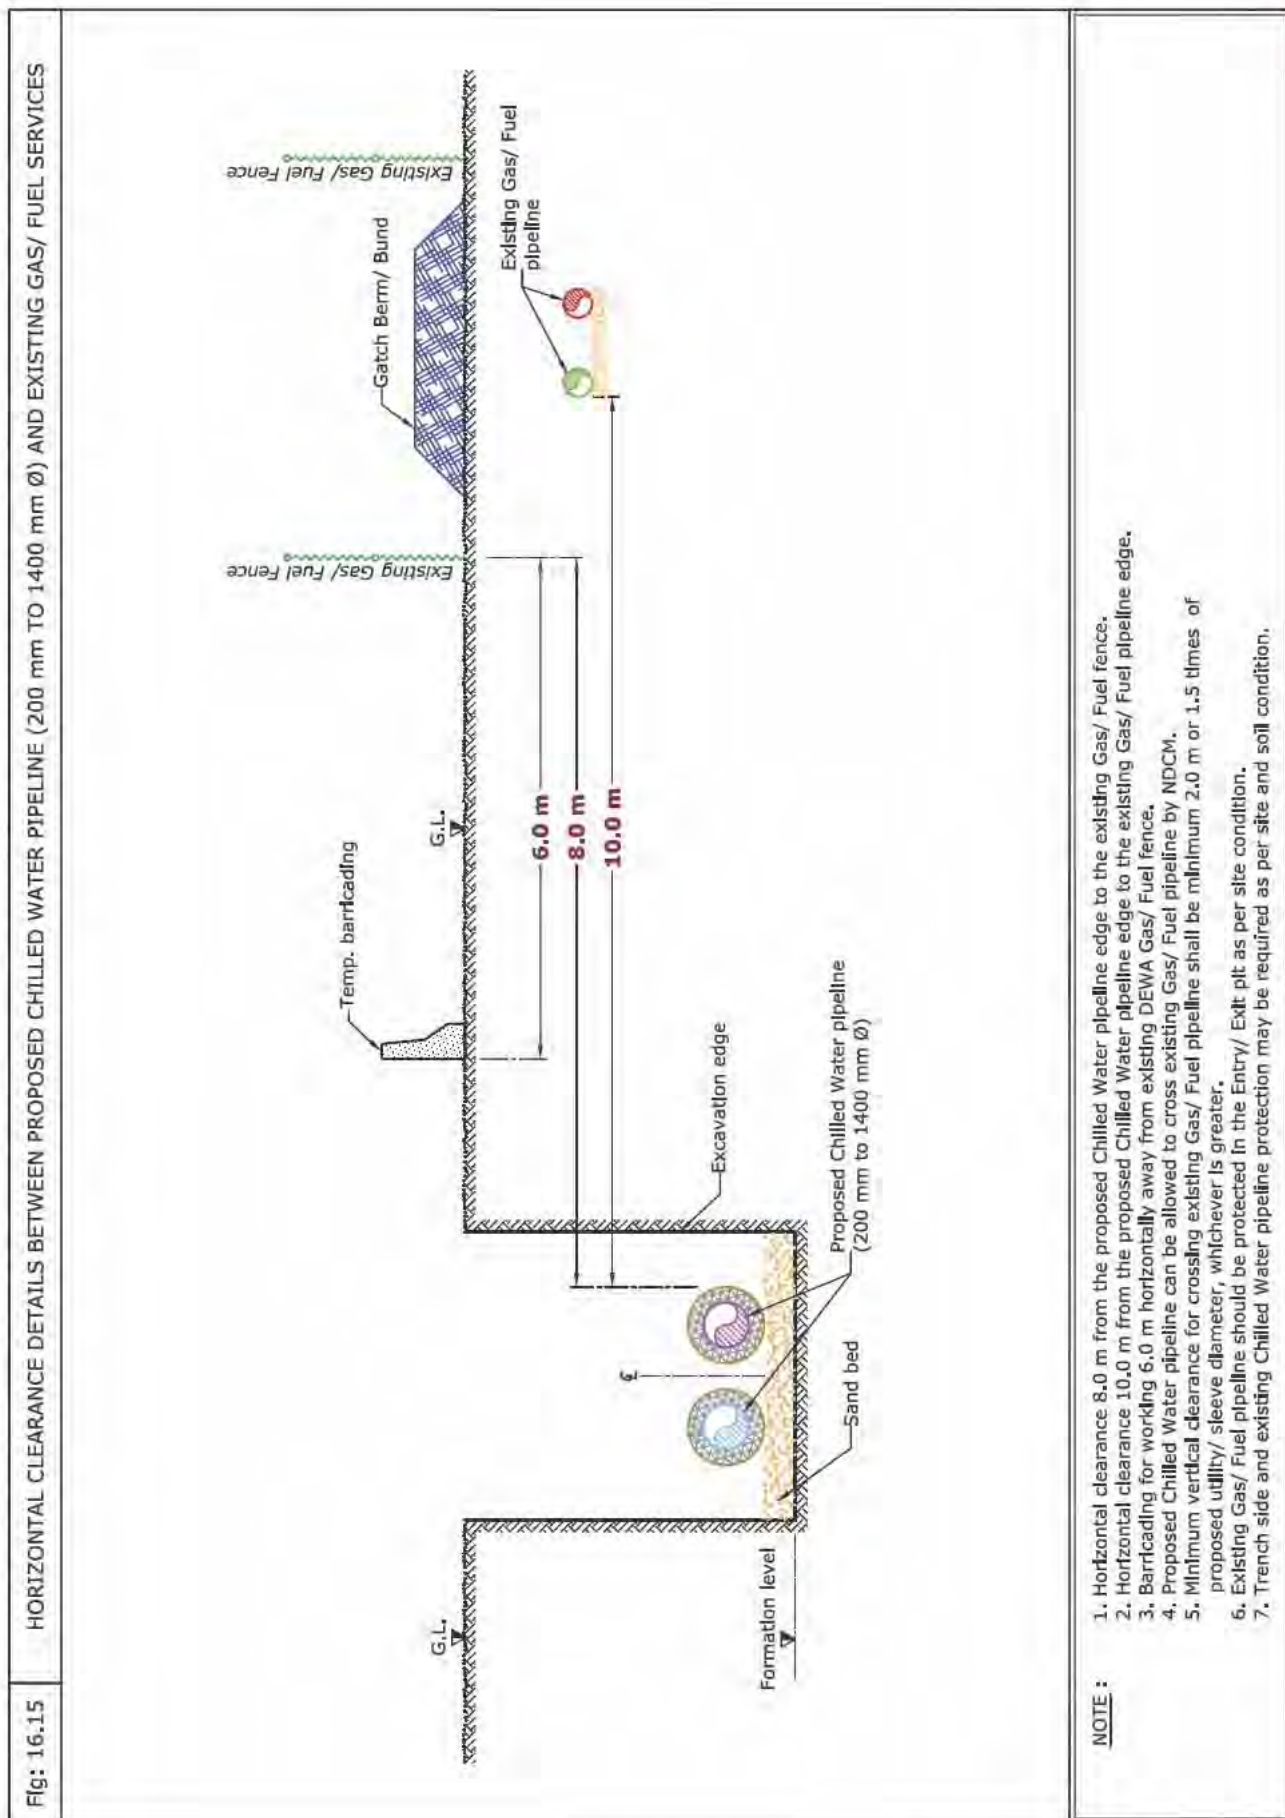 Fig: 16.15
HORIZONTAL CLEARANCE DETAILS BETWEEN PROPOSED CHILLED WATER PIPELINE (200 mm TO 1400 mm Ø) AND EXISTING GAS/ FUEL SERVICES
Existing Gas/ Fuel Fence
Existing Gas/ Fuel Fence
Gatch Berm/ Bund
Temp. barricading
G.L.
G.L.
Existing Gas/ Fuel
pipeline
6.0 m
8.0 m
10.0 m
℄
Excavation edge
Proposed Chilled Water pipeline
(200 mm to 1400 mm Ø)
Sand bed
Formation level
NOTE :
1. Horizontal clearance 8.0 m from the proposed Chilled Water pipeline edge to the existing Gas/ Fuel fence.
2. Horizontal clearance 10.0 m from the proposed Chilled Water pipeline edge to the existing Gas/ Fuel pipeline edge.
3. Barricading for working 6.0 m horizontally away from existing DEWA Gas/ Fuel fence.
4. Proposed Chilled Water pipeline can be allowed to cross existing Gas/ Fuel pipeline by NDCM.
5. Minimum vertical clearance for crossing existing Gas/ Fuel pipeline shall be minimum 2.0 m or 1.5 times of
proposed utility/ sleeve diameter, whichever is greater.
6. Existing Gas/ Fuel pipeline should be protected in the Entry/ Exit pit as per site condition.
7. Trench side and existing Chilled Water pipeline protection may be required as per site and soil condition.